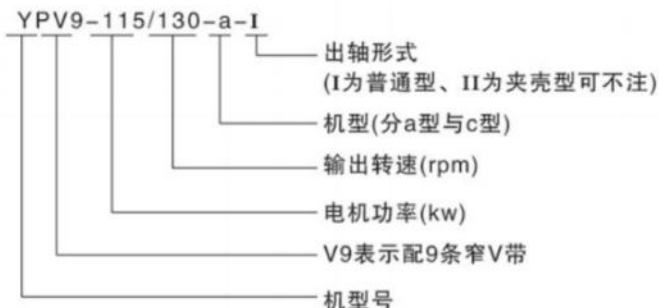 YPV9-115/130-a-I
出轴形式
(I为普通型、II为夹壳型可不注)
机型(分a型与c型)
输出转速(rpm)
电机功率(kw)
V9表示配9条窄V带
机型号